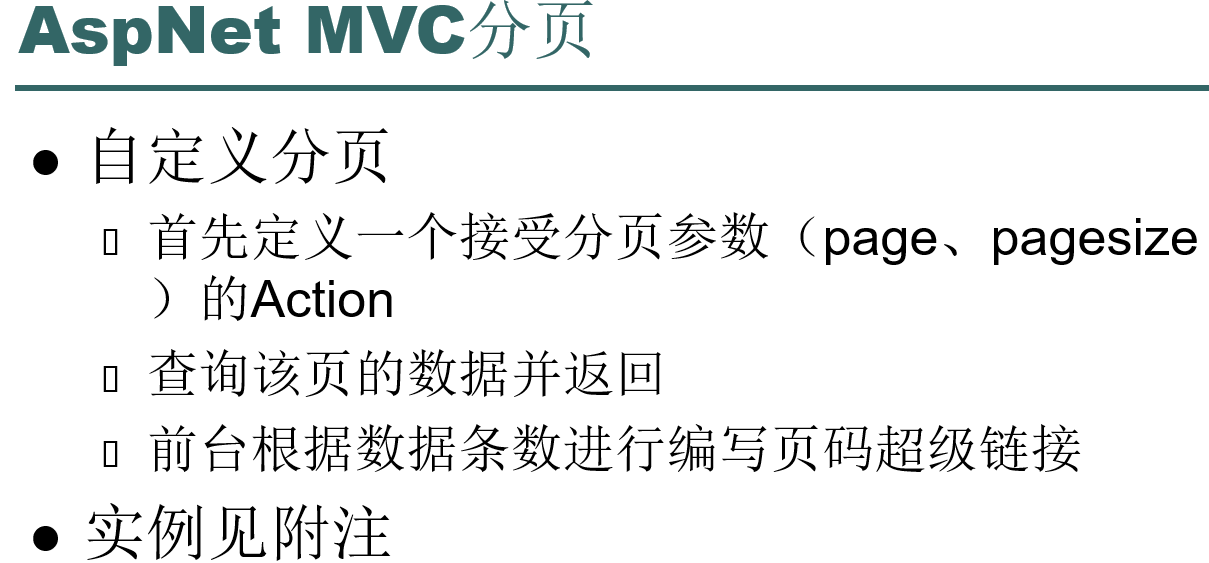 AspNet MVC分页
自定义分页
首先定义一个接受分页参数（page、pagesize
）的Action
查询该页的数据并返回
前台根据数据条数进行编写页码超级链接
实例见附注